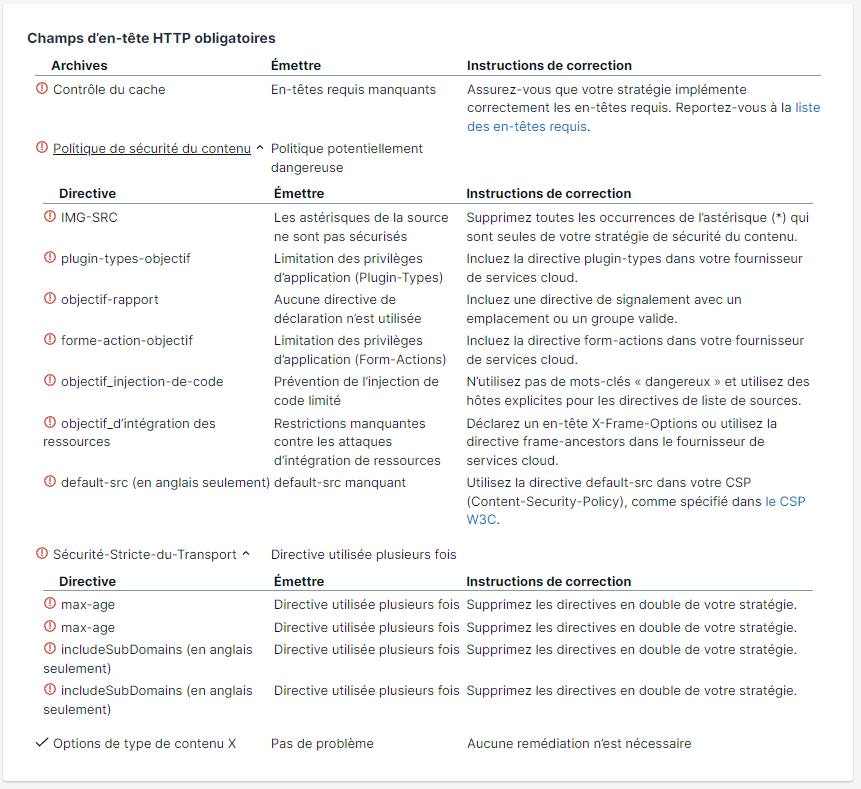 Champs d’en-tête HTTP obligatoires
Archives Émettre Instructions de correction
Contrôle du cache En-têtes requis manquants Assurez-vous que votre stratégie implémente
correctement les en-têtes requis. Reportez-vous à la liste
des en-têtes requis.
Politique de sécurité du contenu Politique potentiellement
dangereuse
Directive Émettre Instructions de correction
IMG-SRC Les astérisques de la source Supprimez toutes les occurrences de l’astérisque (*) qui
ne sont pas sécurisés sont seules de votre stratégie de sécurité du contenu.
plugin-types-objectif Limitation des privilèges Incluez la directive plugin-types dans votre fournisseur
d’application (Plugin-Types) de services cloud.
objectif-rapport Aucune directive de Incluez une directive de signalement avec un
déclaration n’est utilisée emplacement ou un groupe valide.
forme-action-objectif Limitation des privilèges Incluez la directive form-actions dans votre fournisseur
d’application (Form-Actions) de services cloud.
objectif_injection-de-code Prévention de l’injection de N’utilisez pas de mots-clés « dangereux » et utilisez des
code limité hôtes explicites pour les directives de liste de sources.
objectif_d’intégration des Restrictions manquantes Déclarez un en-tête X-Frame-Options ou utilisez la
ressources contre les attaques directive frame-ancestors dans le fournisseur de
d’intégration de ressources services cloud.
default-src (en anglais seulement) default-src manquant Utilisez la directive default-src dans votre CSP
(Content-Security-Policy), comme spécifié dans le CSP
W3C.
Sécurité-Stricte-du-Transport Directive utilisée plusieurs fois
Directive Émettre Instructions de correction
max-age Directive utilisée plusieurs fois Supprimez les directives en double de votre stratégie.
max-age Directive utilisée plusieurs fois Supprimez les directives en double de votre stratégie.
includeSubDomains (en anglais Directive utilisée plusieurs fois Supprimez les directives en double de votre stratégie.
seulement)
includeSubDomains (en anglais Directive utilisée plusieurs fois Supprimez les directives en double de votre stratégie.
seulement)
Options de type de contenu X Pas de problème Aucune remédiation n’est nécessaire